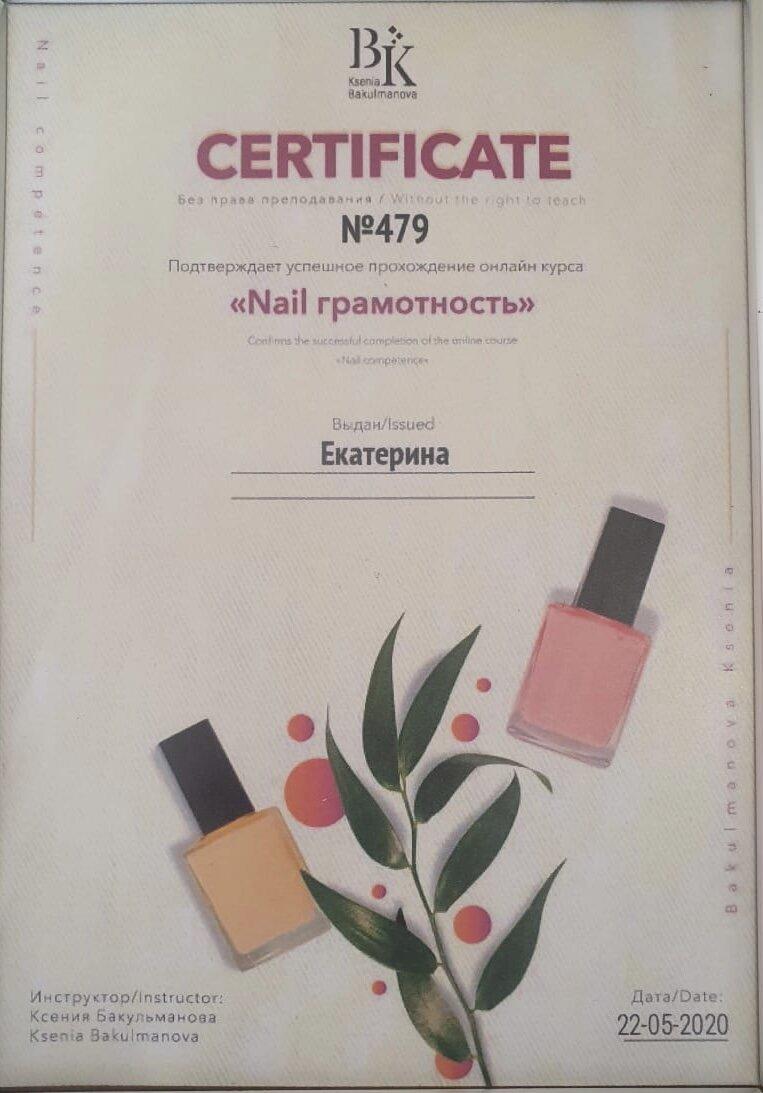 BK
Ksenia
Bakulmanova
Nail competence
CERTIFICATE
Без права преподавания / Without the right to teach
№479
Подтверждает успешное прохождение онлайн курса
«Nail грамотность»
Confirms the successful completion of the online course
«Nail competence»
Выдан/Issued
Екатерина
Bakulmanova Ksenia
Инструктор/Instructor:
Ксения Бакульманова
Ksenia Bakulmanova
Дата/Date:
22-05-2020